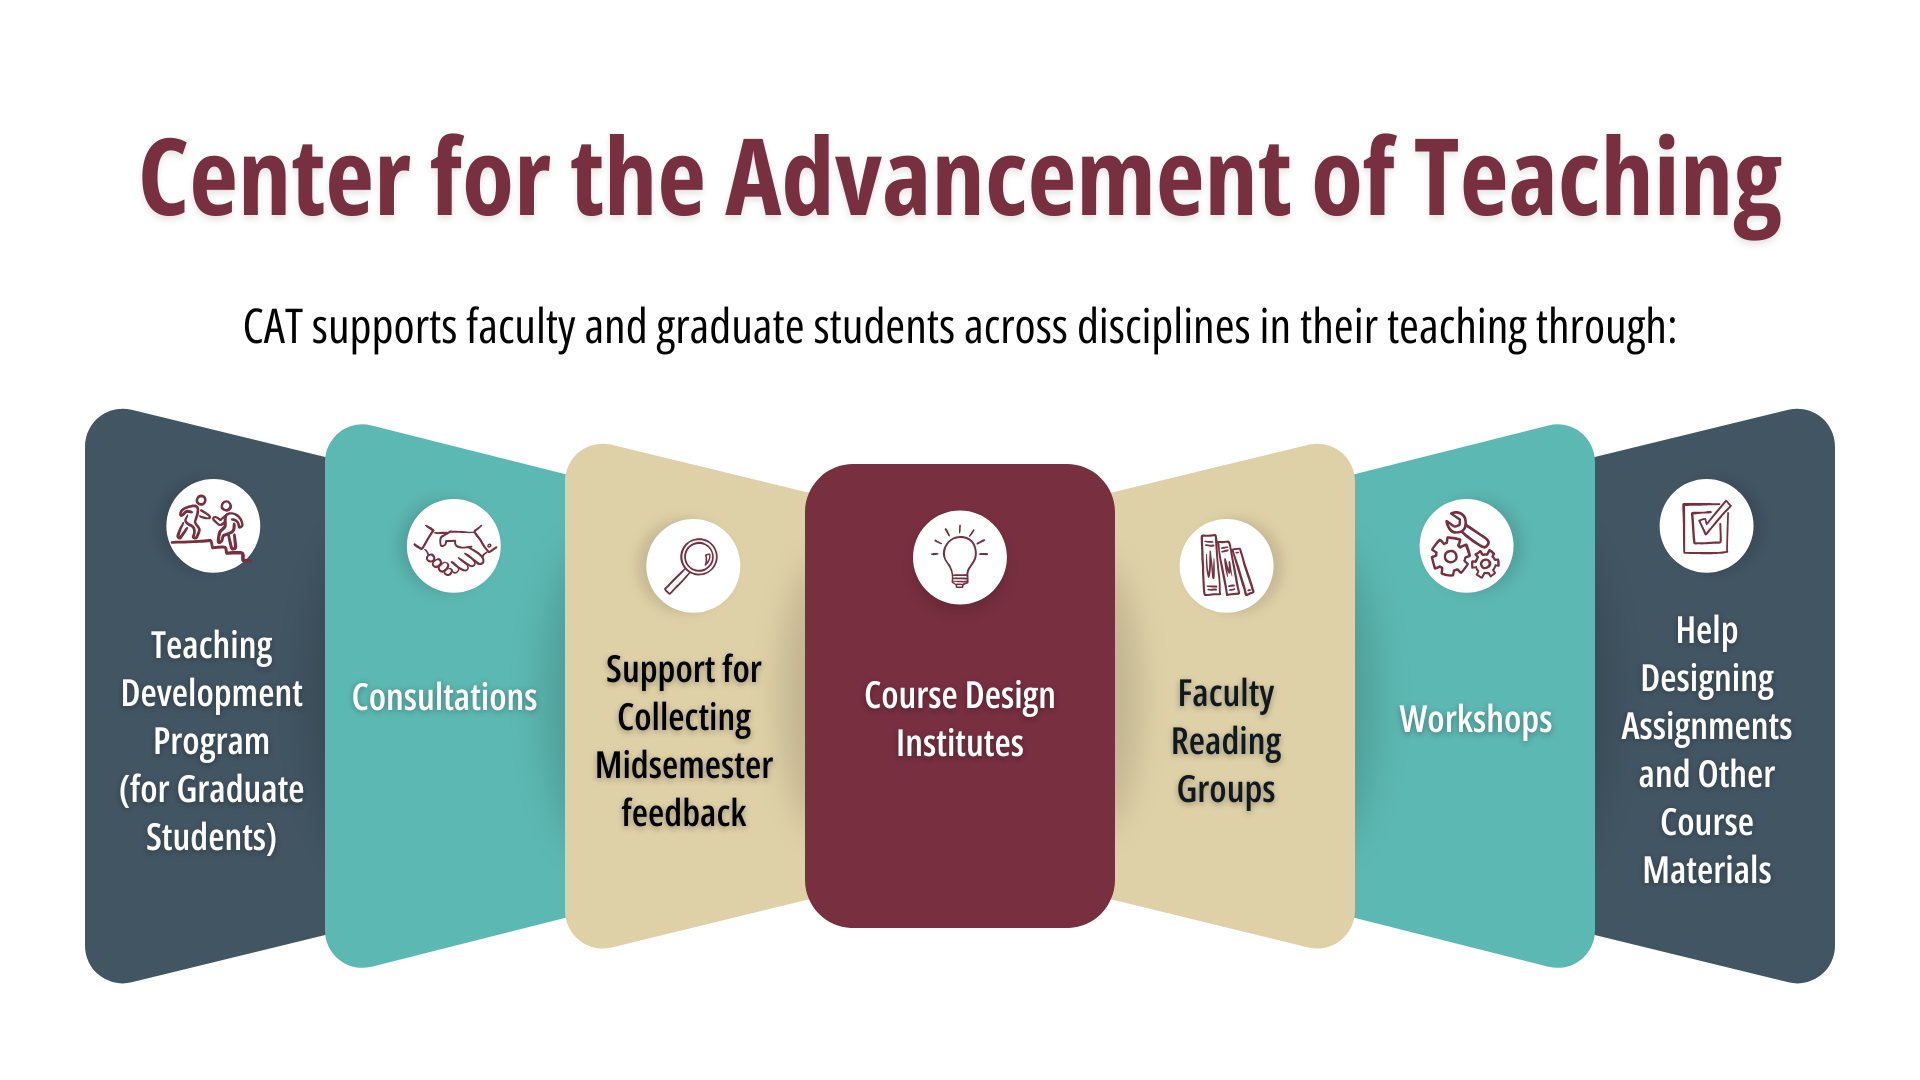 Center for the Advancement of Teaching
CAT supports faculty and graduate students across disciplines in their teaching through:
Teaching
Development
Program
(for Graduate
Students)
Consultations
Support for
Collecting
Midsemester
feedback
Course Design
Institutes
Faculty
Reading
Groups
Workshops
Help
Designing
Assignments
and Other
Course
Materials